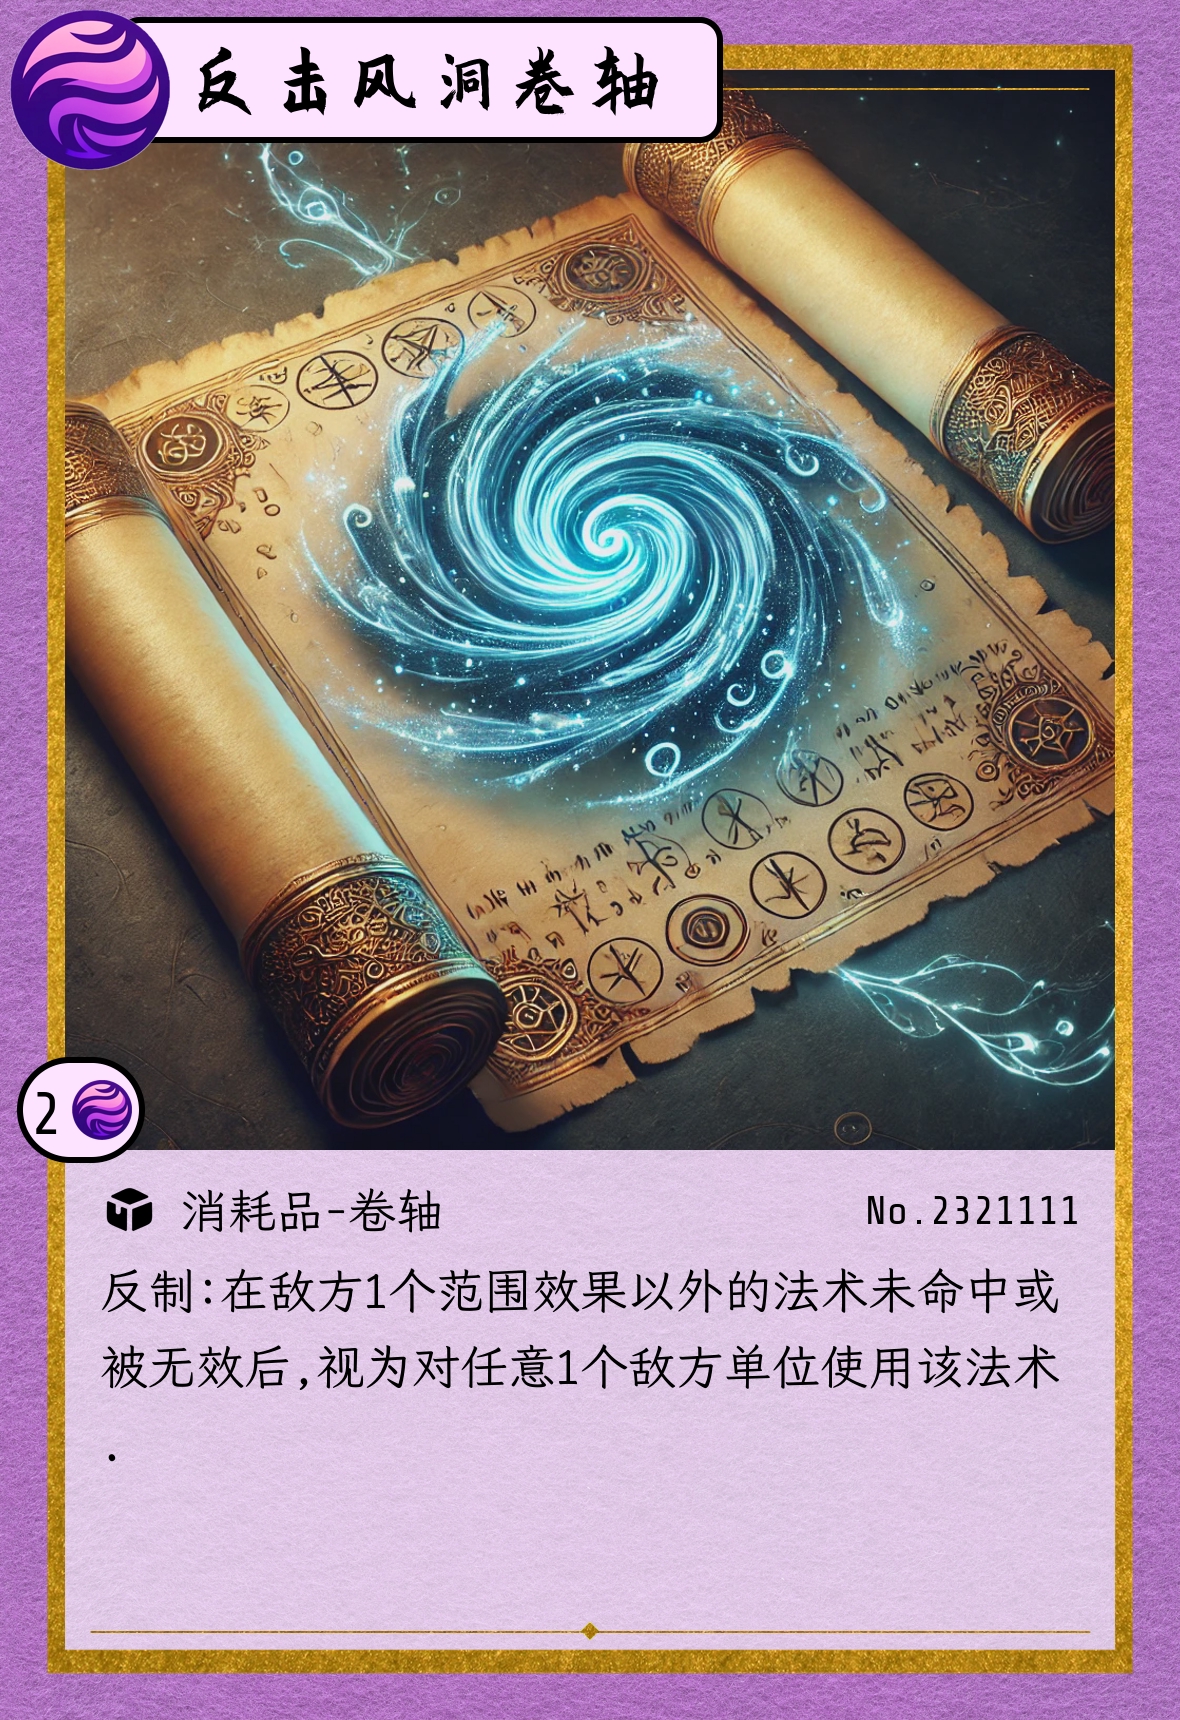 反击风洞卷轴
2
消耗品-卷轴
No.2321111
反制:在敌方1个范围效果以外的法术未命中或
被无效后,视为对任意1个敌方单位使用该法术
.